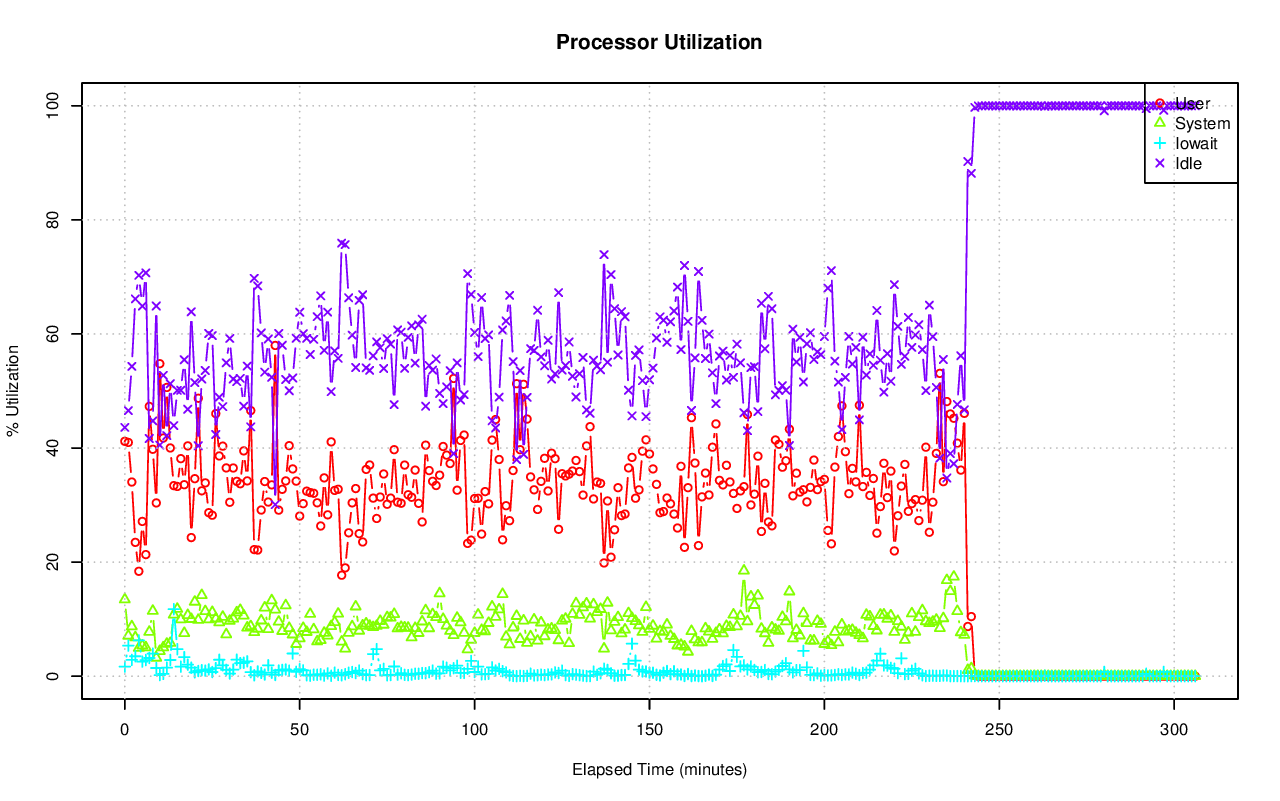 Processor Utilization
% Utilization
100
80
60
40
20
0
User
System
Iowait
Idle
0 50 100 150 200 250 300
Elapsed Time (minutes)